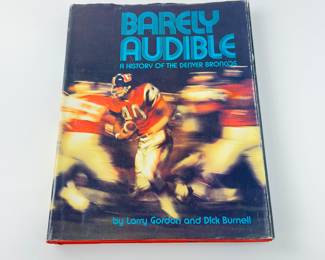 BARELY
AUDIBLE
A HISTORY OF THE DENVER BRONCOS
by Larry Gordon and Dick Burnell